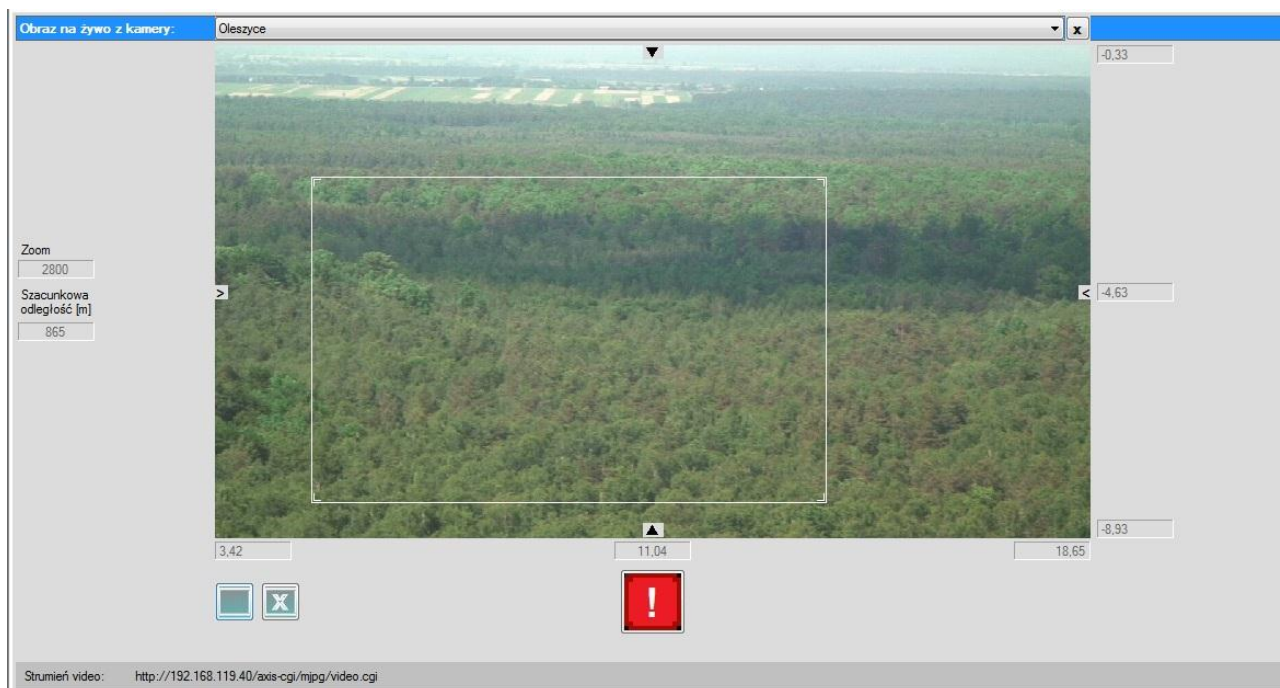 Obraz na żywo z kamery: Oleszyce x
-0,33
Zoom
2800
Szacunkowa
odległość [m]
865
> < -4,63
-8,93
3,42 11,04 18,65
X !
Strumień video: http://192.168.119.40/axis-cgi/mjpg/video.cgi